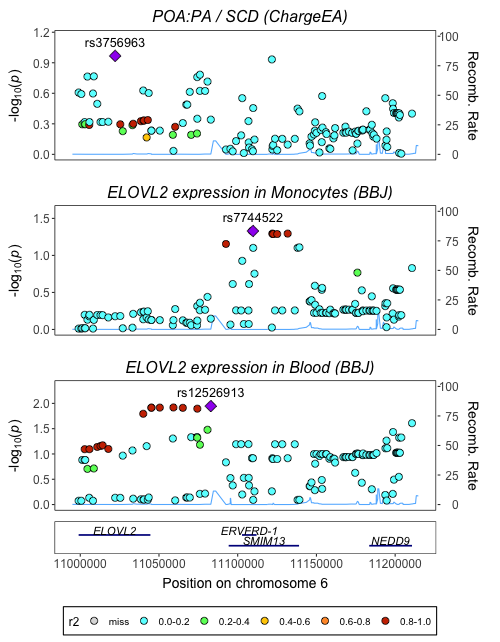 POA:PA / SCD (ChargeEA)
1.2
0.9
0.6
0.3
0.0
-log10(p)
rs3756963
100
75
50
25
0
Recomb. Rate
ELOVL2 expression in Monocytes (BBJ)
1.5
1.0
0.5
0.0
-log10(p)
rs7744522
100
75
50
25
0
Recomb. Rate
ELOVL2 expression in Blood (BBJ)
2.0
1.5
1.0
0.5
0.0
-log10(p)
rs12526913
100
75
50
25
0
Recomb. Rate
ELOVL2 ERVFRD-1
SMIM13 NEDD9
11000000 11050000 11100000 11150000 11200000
Position on chromosome 6
r2 miss 0.0-0.2 0.2-0.4 0.4-0.6 0.6-0.8 0.8-1.0